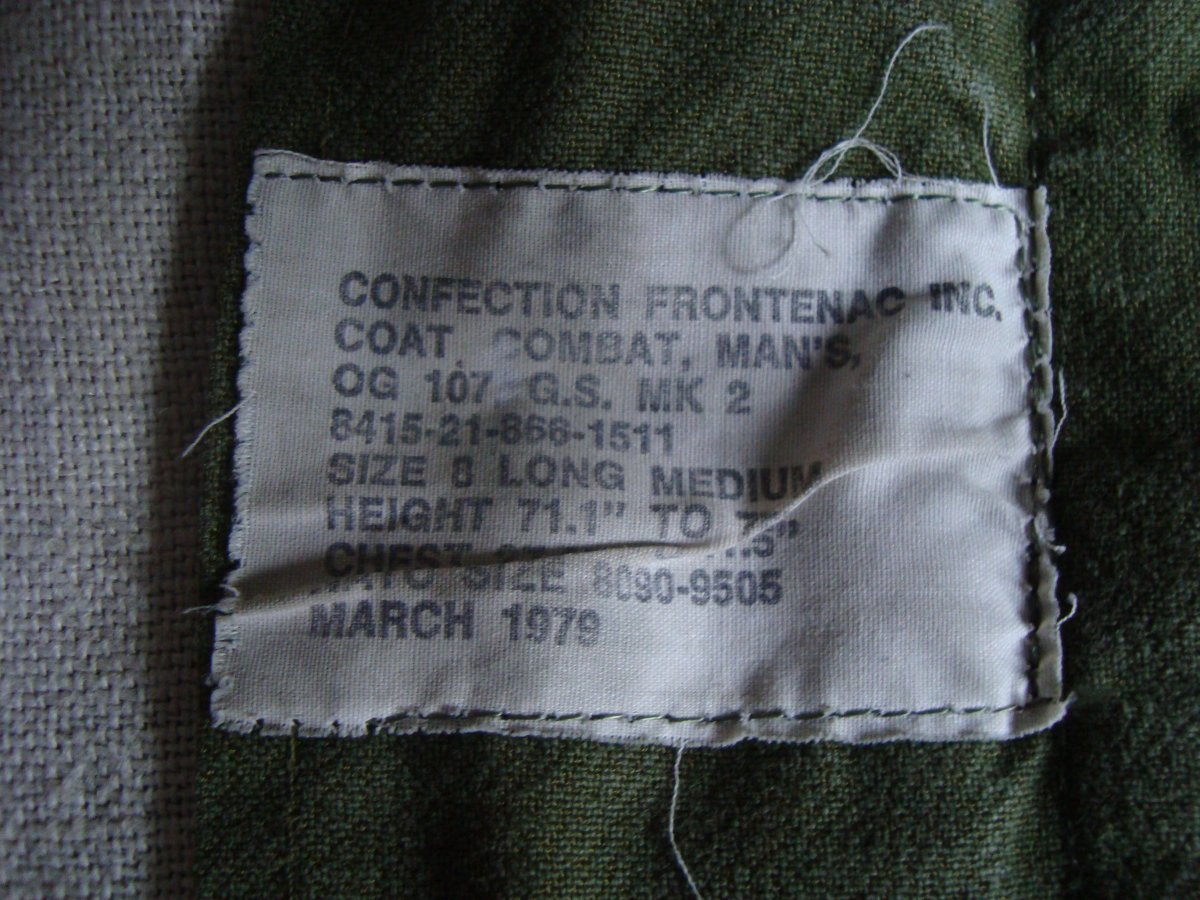 CONFECTION FRONTENAC INC.
COAT, COMBAT, MAN'S,
OG 107, G.S. MK 2
8415-21-866-1511
SIZE 8 LONG MEDIUM
HEIGHT 71.1" TO
CHEST
SIZE 8090-9505
MARCH 1979